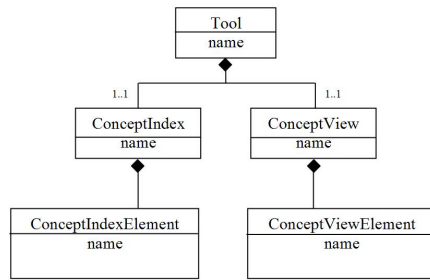 Tool
name
1..1 1..1
ConceptIndex ConceptView
name name
ConceptIndexElement ConceptViewElement
name name